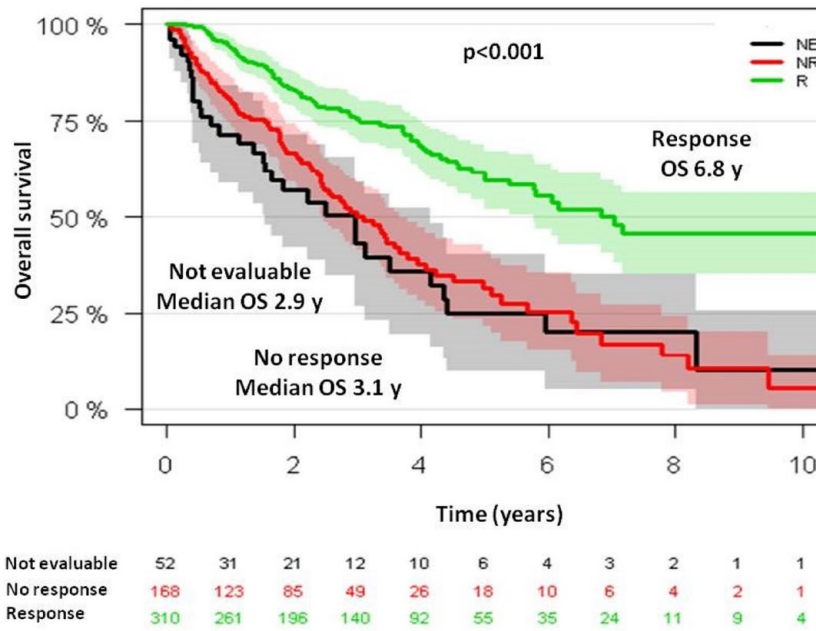 100 %
75 %
50 %
25 %
0 %
Overall survival
p<0.001
NE
NR
R
Response
OS 6.8 y
Not evaluable
Median OS 2.9 y
No response
Median OS 3.1 y
0 2 4 6 8 10
Time (years)
Not evaluable 52 31 21 12 10 6 4 3 2 1 1
No response 168 123 85 49 26 18 10 6 4 2 1
Response 310 261 196 140 92 55 35 24 11 9 4